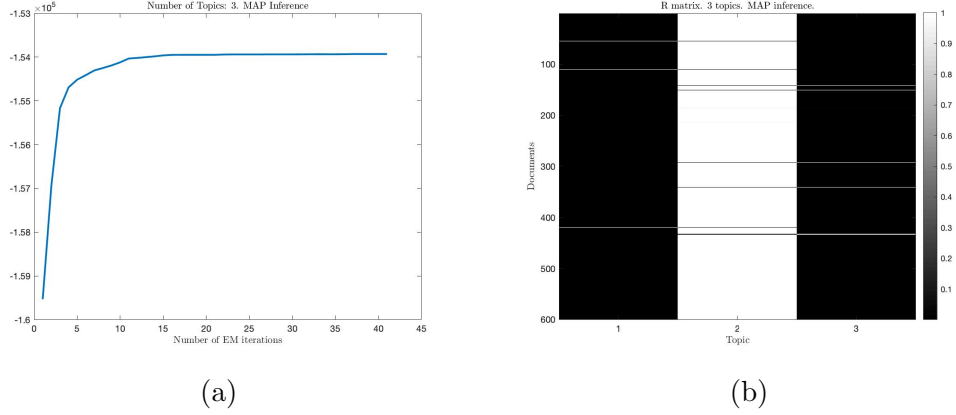 Number of Topics: 3. MAP Inference
×10⁵
-1.53
-1.54
-1.55
-1.56
-1.57
-1.58
-1.59
-1.6
0 5 10 15 20 25 30 35 40 45
Number of EM iterations
(a)
R matrix. 3 topics. MAP inference.
Documents
100
200
300
400
500
600
1 2 3
Topic
1
0.9
0.8
0.7
0.6
0.5
0.4
0.3
0.2
0.1
(b)